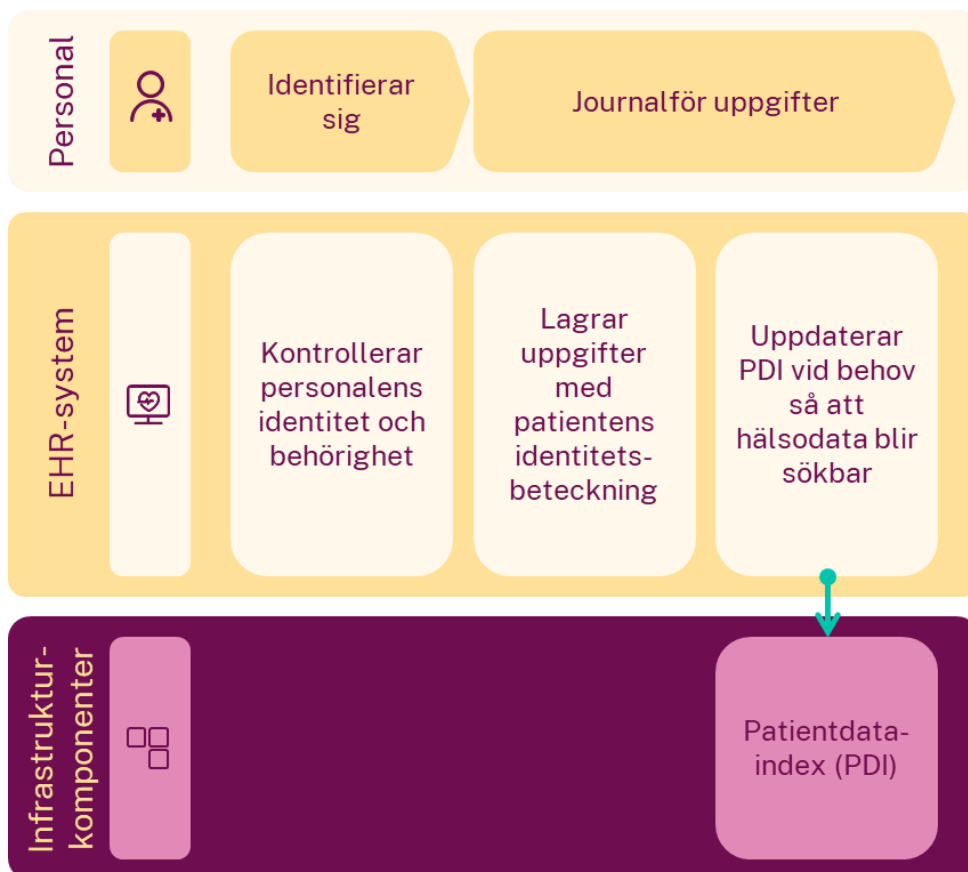 Personal
Identifierar
sig
Journalför uppgifter
EHR-system
Kontrollerar
personalens
identitet och
behörighet
Lagrar
uppgifter
med
patientens
identitets-
beteckning
Uppdaterar
PDI vid behov
så att
hälsodata blir
sökbar
Infrastruktur-
komponenter
Patientdata-
index (PDI)